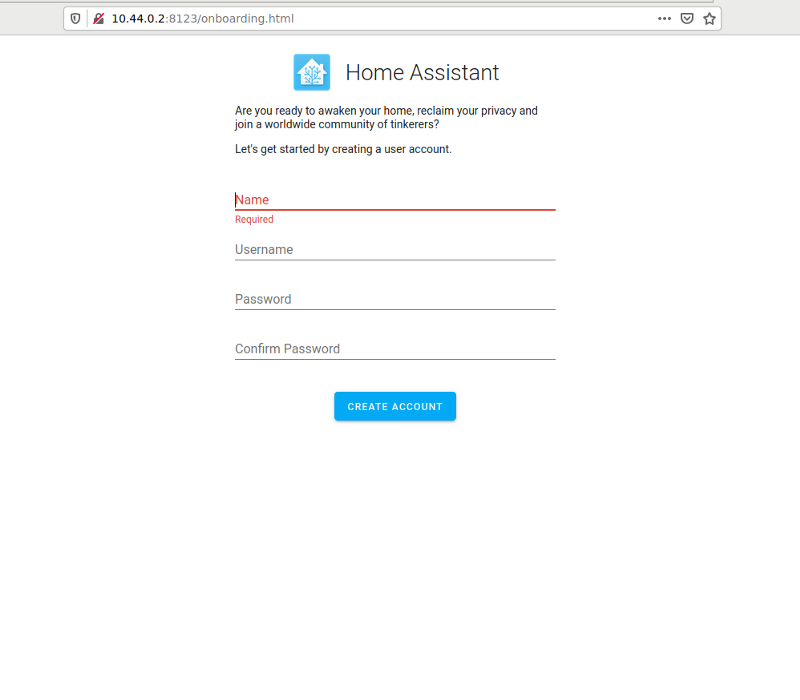 10.44.0.2:8123/onboarding.html
Home Assistant
Are you ready to awaken your home, reclaim your privacy and
join a worldwide community of tinkerers?
Let's get started by creating a user account.
Name
Required
Username
Password
Confirm Password
CREATE ACCOUNT